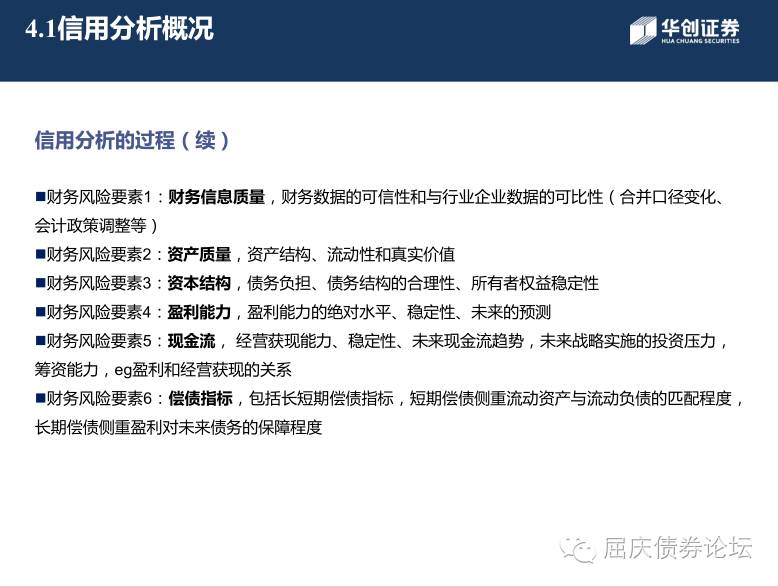 4.1信用分析概况
华创证券
HUA CHUANG SECURITIES
信用分析的过程（续）
■财务风险要素1：财务信息质量，财务数据的可信性和与行业企业数据的可比性（合并口径变化、
会计政策调整等）
■财务风险要素2：资产质量，资产结构、流动性和真实价值
■财务风险要素3：资本结构，债务负担、债务结构的合理性、所有者权益稳定性
■财务风险要素4：盈利能力，盈利能力的绝对水平、稳定性、未来的预测
■财务风险要素5：现金流， 经营获现能力、稳定性、未来现金流趋势，未来战略实施的投资压力，
筹资能力，eg盈利和经营获现的关系
■财务风险要素6：偿债指标，包括长短期偿债指标，短期偿债侧重流动资产与流动负债的匹配程度，
长期偿债侧重盈利对未来债务的保障程度
屈庆债券论坛